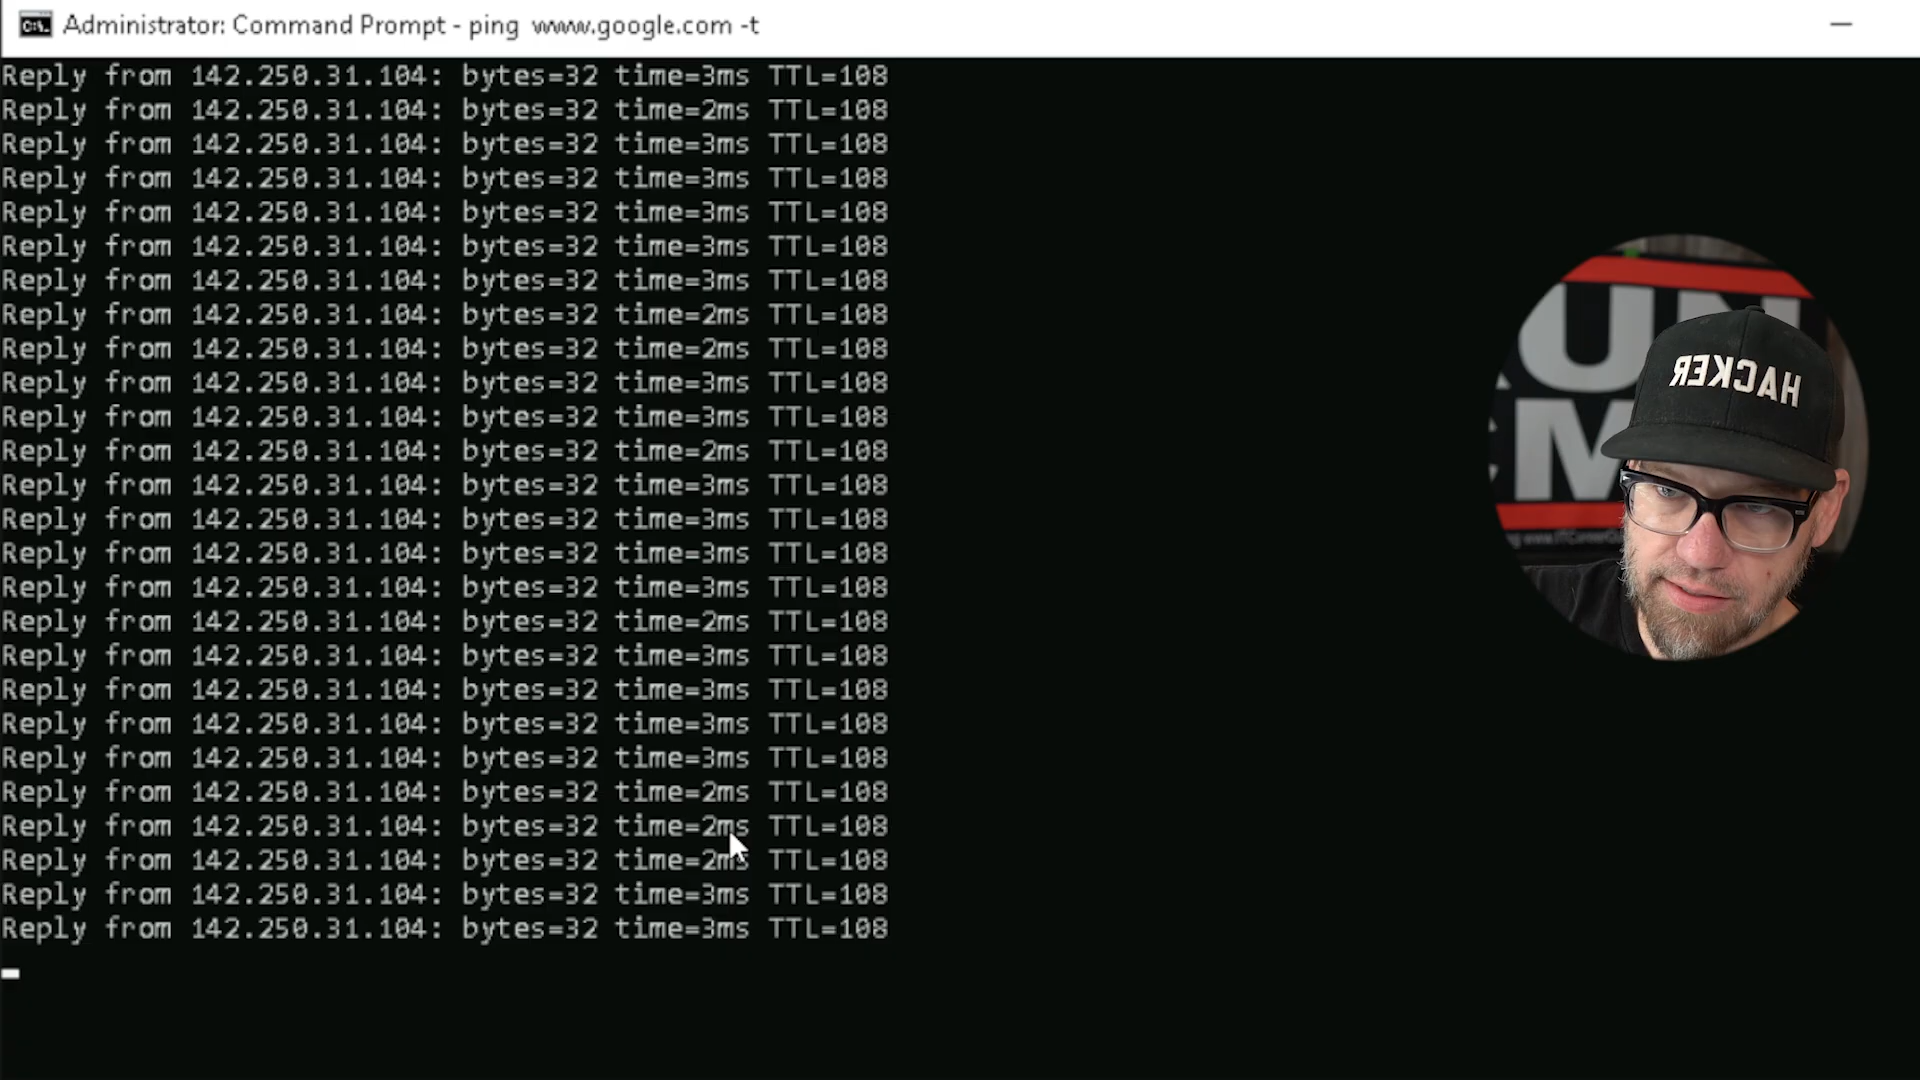 Administrator: Command Prompt - ping  www.google.com -t
Reply from 142.250.31.104: bytes=32 time=3ms TTL=108
Reply from 142.250.31.104: bytes=32 time=2ms TTL=108
Reply from 142.250.31.104: bytes=32 time=3ms TTL=108
Reply from 142.250.31.104: bytes=32 time=3ms TTL=108
Reply from 142.250.31.104: bytes=32 time=3ms TTL=108
Reply from 142.250.31.104: bytes=32 time=3ms TTL=108
Reply from 142.250.31.104: bytes=32 time=3ms TTL=108
Reply from 142.250.31.104: bytes=32 time=2ms TTL=108
Reply from 142.250.31.104: bytes=32 time=2ms TTL=108
Reply from 142.250.31.104: bytes=32 time=3ms TTL=108
Reply from 142.250.31.104: bytes=32 time=3ms TTL=108
Reply from 142.250.31.104: bytes=32 time=2ms TTL=108
Reply from 142.250.31.104: bytes=32 time=3ms TTL=108
Reply from 142.250.31.104: bytes=32 time=3ms TTL=108
Reply from 142.250.31.104: bytes=32 time=3ms TTL=108
Reply from 142.250.31.104: bytes=32 time=3ms TTL=108
Reply from 142.250.31.104: bytes=32 time=2ms TTL=108
Reply from 142.250.31.104: bytes=32 time=3ms TTL=108
Reply from 142.250.31.104: bytes=32 time=3ms TTL=108
Reply from 142.250.31.104: bytes=32 time=3ms TTL=108
Reply from 142.250.31.104: bytes=32 time=3ms TTL=108
Reply from 142.250.31.104: bytes=32 time=2ms TTL=108
Reply from 142.250.31.104: bytes=32 time=2ms TTL=108
Reply from 142.250.31.104: bytes=32 time=2ms TTL=108
Reply from 142.250.31.104: bytes=32 time=3ms TTL=108
Reply from 142.250.31.104: bytes=32 time=3ms TTL=108
HACKER